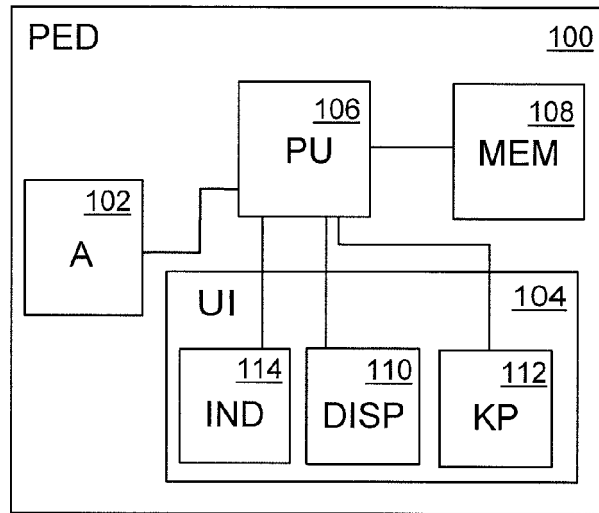 PED 100
106
PU
108
MEM
102
A
UI 104
114
IND
110
DISP
112
KP